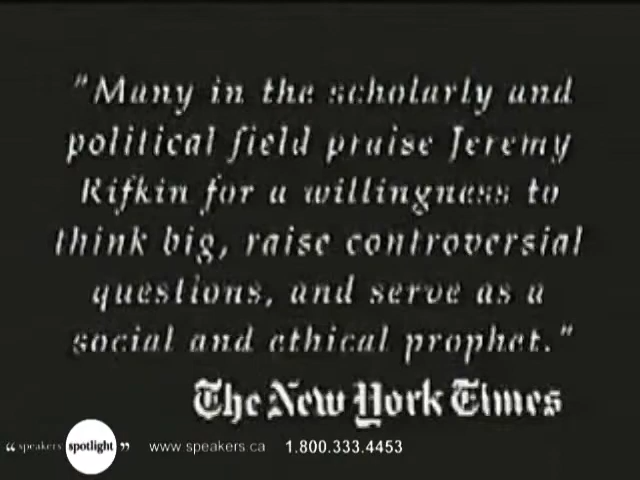 "Many in the scholarly and
political field praise Jeremy
Rifkin for a willingness to
think big, raise controversial
questions, and serve as a
social and ethical prophet."
The New York Times
“ speakers spotlight ” www.speakers.ca 1.800.333.4453